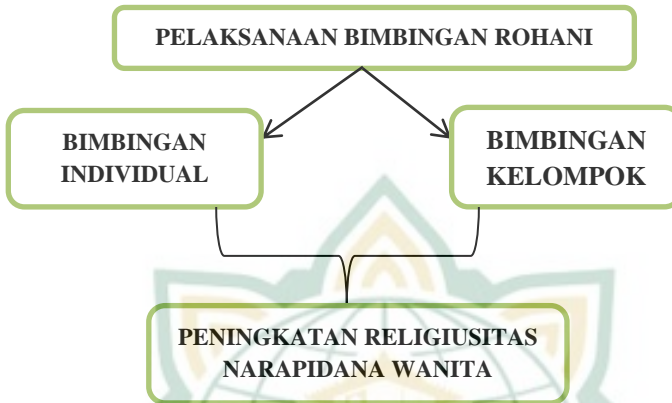 PELAKSANAAN BIMBINGAN ROHANI
BIMBINGAN
INDIVIDUAL
BIMBINGAN
KELOMPOK
PENINGKATAN RELIGIUSITAS
NARAPIDANA WANITA